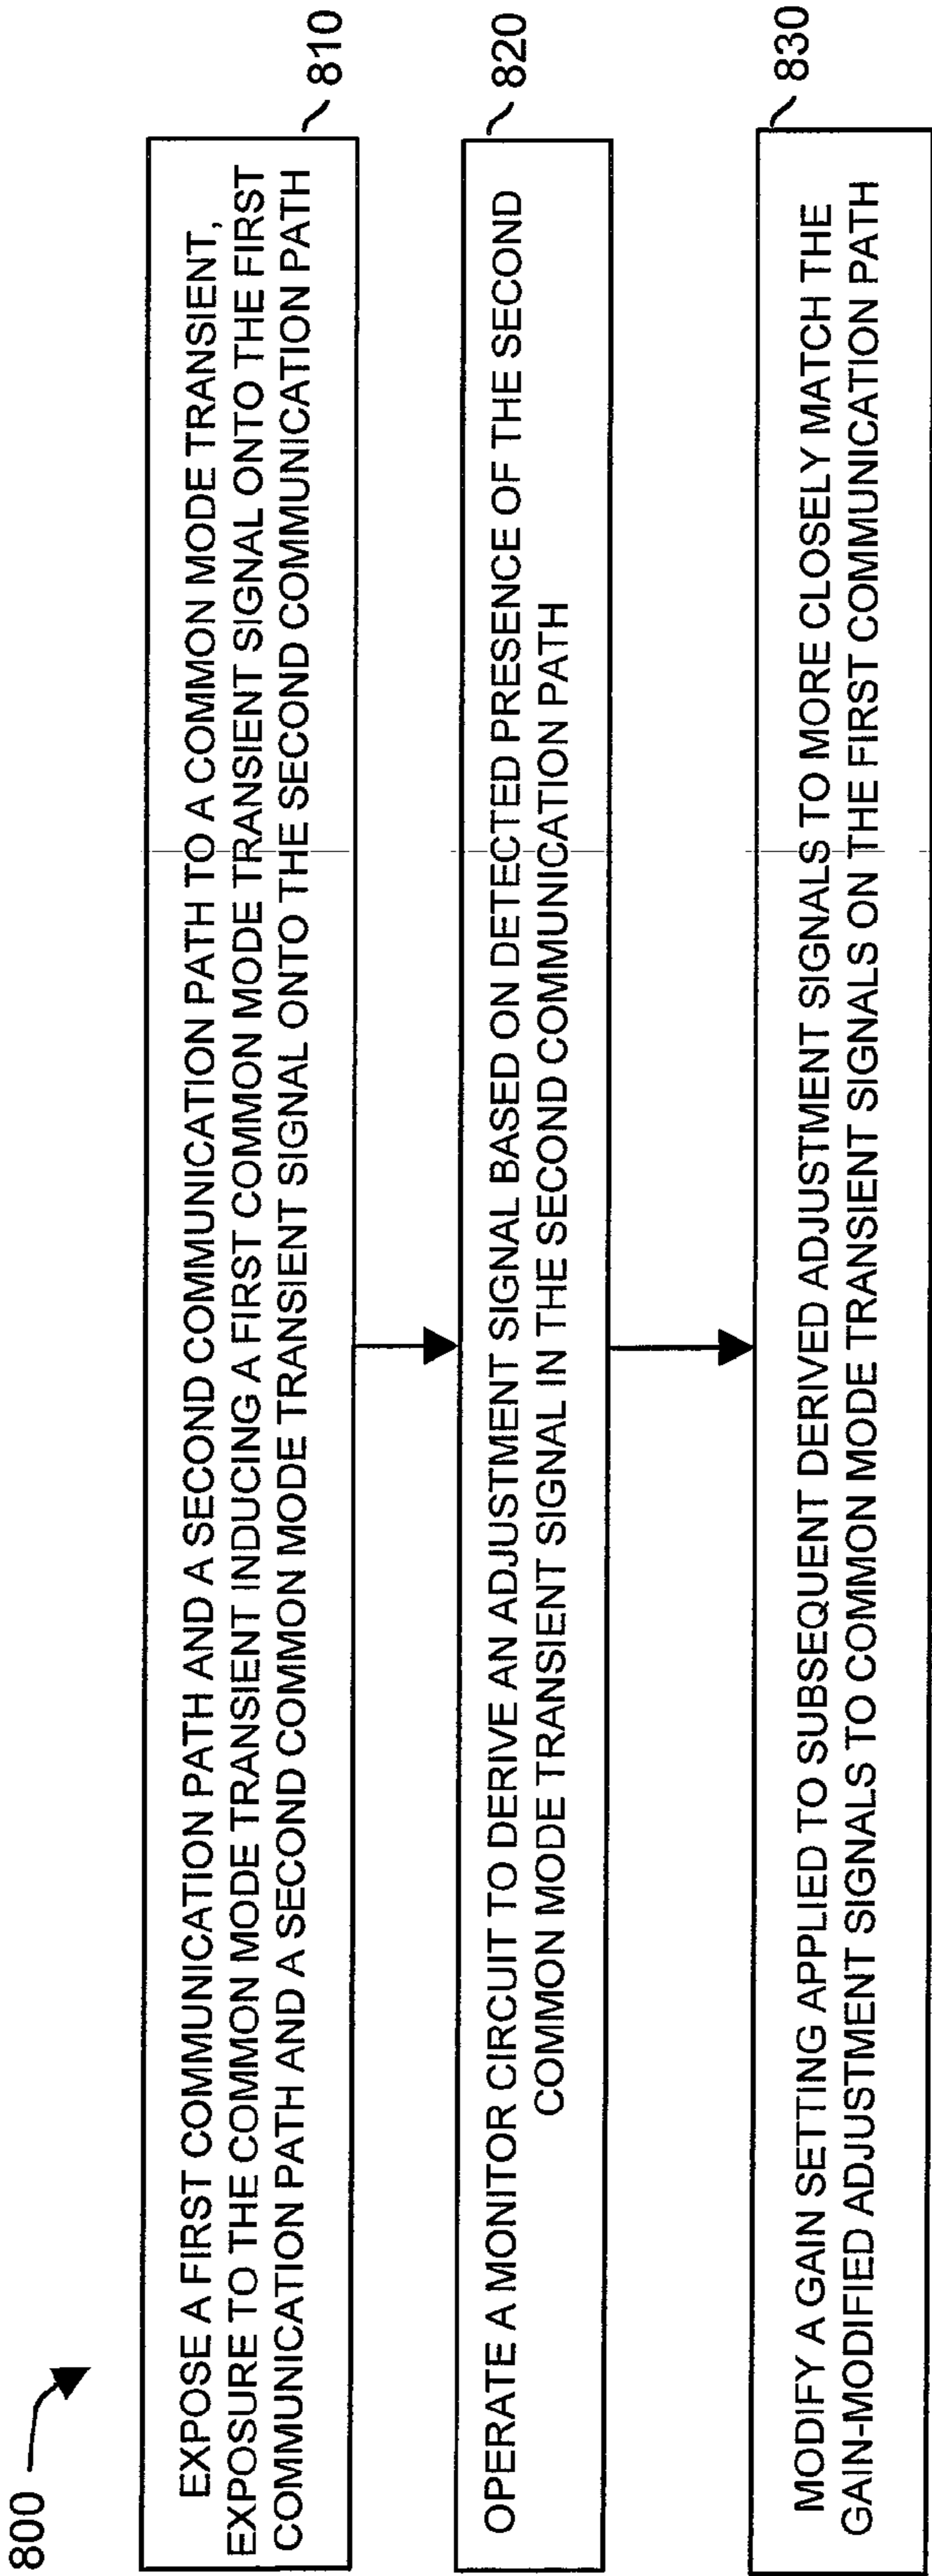 800
EXPOSE A FIRST COMMUNICATION PATH AND A SECOND COMMUNICATION PATH TO A COMMON MODE TRANSIENT,
EXPOSURE TO THE COMMON MODE TRANSIENT INDUCING A FIRST COMMON MODE TRANSIENT SIGNAL ONTO THE FIRST
COMMUNICATION PATH AND A SECOND COMMON MODE TRANSIENT SIGNAL ONTO THE SECOND COMMUNICATION PATH
810
OPERATE A MONITOR CIRCUIT TO DERIVE AN ADJUSTMENT SIGNAL BASED ON DETECTED PRESENCE OF THE SECOND
COMMON MODE TRANSIENT SIGNAL IN THE SECOND COMMUNICATION PATH
820
MODIFY A GAIN SETTING APPLIED TO SUBSEQUENT DERIVED ADJUSTMENT SIGNALS TO MORE CLOSELY MATCH THE
GAIN-MODIFIED ADJUSTMENT SIGNALS TO COMMON MODE TRANSIENT SIGNALS ON THE FIRST COMMUNICATION PATH
830